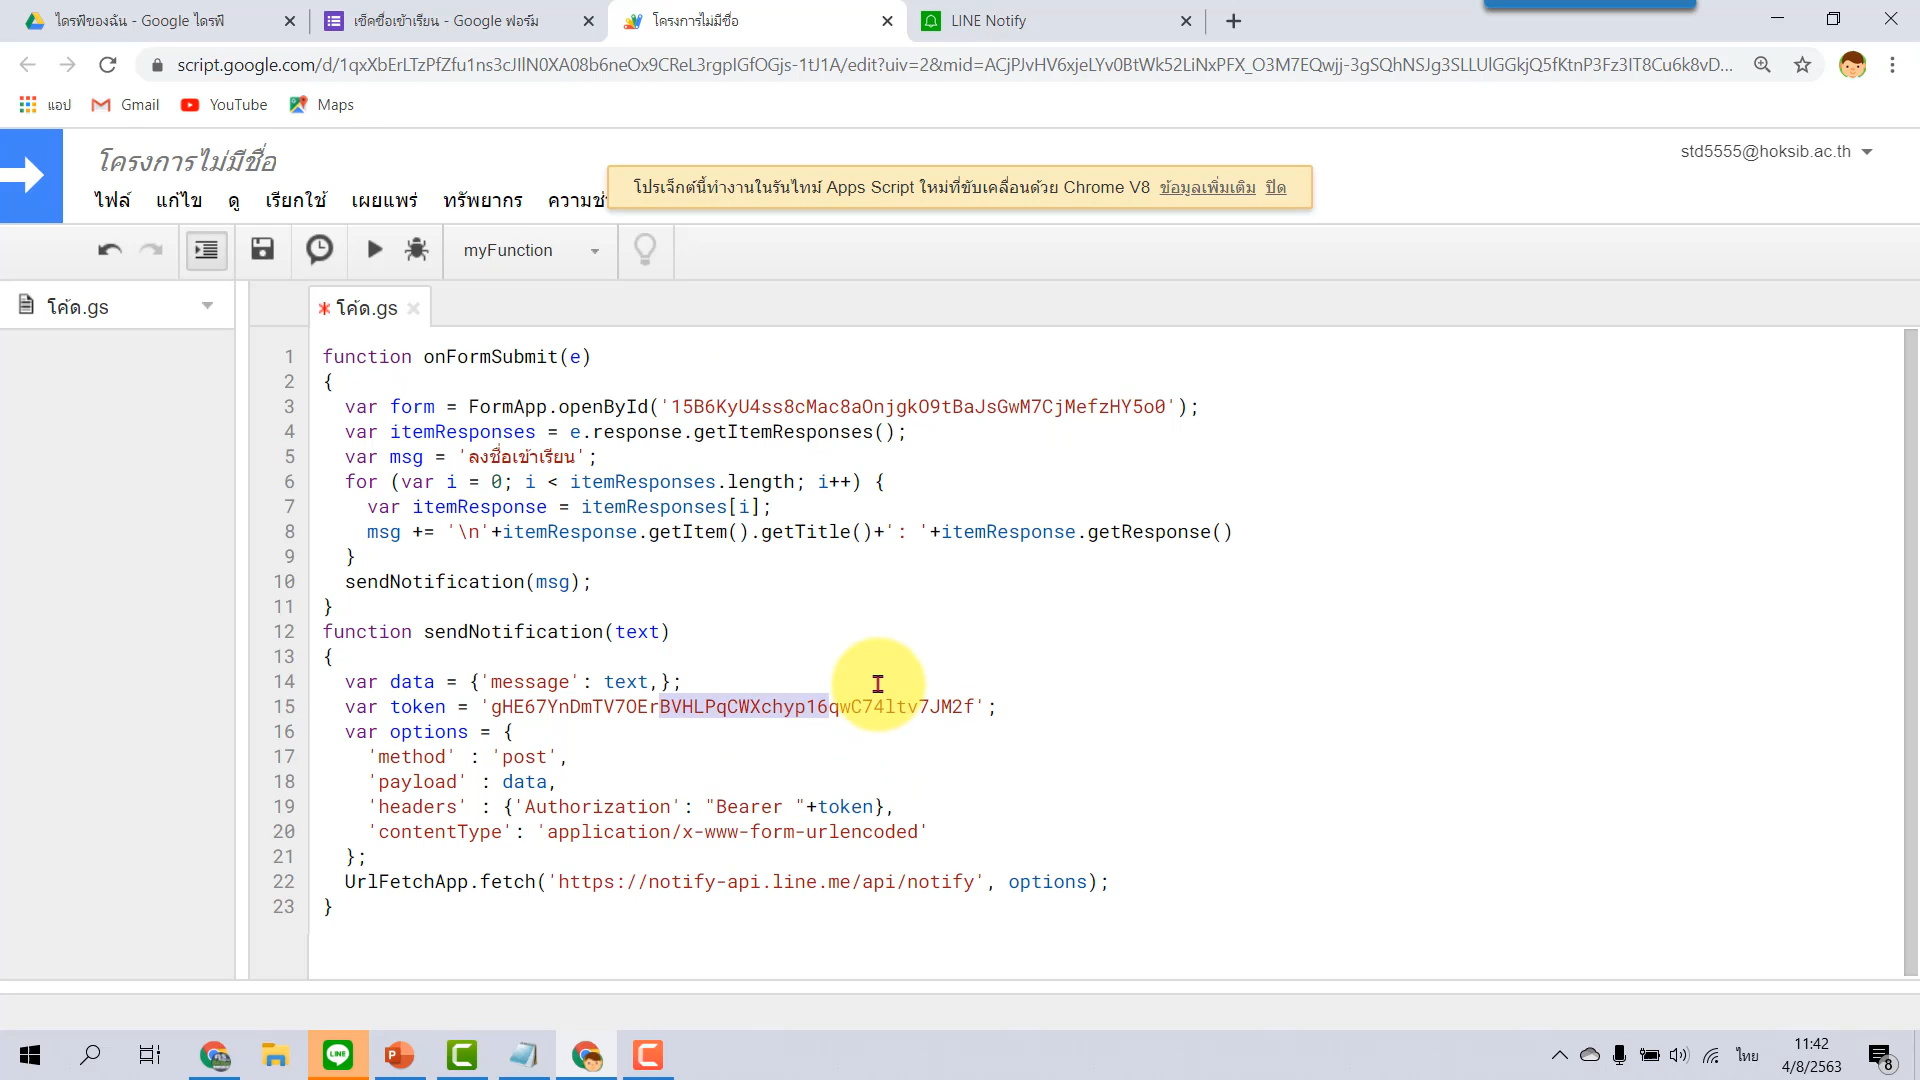 ไดรฟ์ของฉัน - Google ไดรฟ์
เช็คชื่อเข้าเรียน - Google ฟอร์ม
โครงการไม่มีชื่อ
LINE Notify
script.google.com/d/1qxXbErLTzPfZfu1ns3cJIlN0XA08b6neOx9CReL3rgpIGfOGjs-1tJ1A/edit?uiv=2&mid=ACjPJvHV6xjeLYv0BtWk52LiNxPFX_O3M7EQwjj-3gSQhNSJg3SLLUlGGkjQ5fKtnP3Fz3IT8Cu6k8vD...
แอป
Gmail
YouTube
Maps
โครงการไม่มีชื่อ
std5555@hoksib.ac.th
โปรเจ็กต์นี้ทำงานในรันไทม์ Apps Script ใหม่ที่ขับเคลื่อนด้วย Chrome V8 ข้อมูลเพิ่มเติม ปิด
ไฟล์ แก้ไข ดู เรียกใช้ เผยแพร่ ทรัพยากร ความช่
myFunction
โค้ด.gs
* โค้ด.gs
1 function onFormSubmit(e)
2 {
3 var form = FormApp.openById('15B6KyU4ss8cMac8aOnjgkO9tBaJsGwM7CjMefzHY5o0');
4 var itemResponses = e.response.getItemResponses();
5 var msg = 'ลงชื่อเข้าเรียน';
6 for (var i = 0; i < itemResponses.length; i++) {
7 var itemResponse = itemResponses[i];
8 msg += '\n'+itemResponse.getItem().getTitle()+': '+itemResponse.getResponse()
9 }
10 sendNotification(msg);
11 }
12 function sendNotification(text)
13 {
14 var data = {'message': text,};
15 var token = 'gHE67YnDmTV7OErBVHLPqCWXchyp16qwC74ltv7JM2f';
16 var options = {
17 'method' : 'post',
18 'payload' : data,
19 'headers' : {'Authorization': "Bearer "+token},
20 'contentType': 'application/x-www-form-urlencoded'
21 };
22 UrlFetchApp.fetch('https://notify-api.line.me/api/notify', options);
23 }
LINE
ไทย
11:42
4/8/2563
8